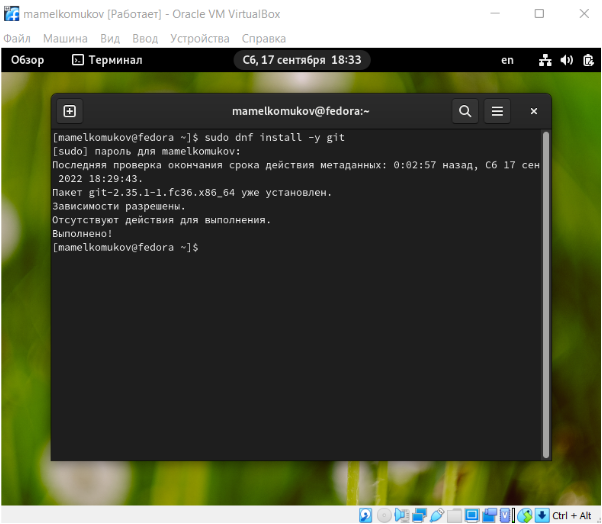 mamelkomukov [Работает] - Oracle VM VirtualBox
Файл Машина Вид Ввод Устройства Справка
Обзор Терминал Сб, 17 сентября 18:33 en
mamelkomukov@fedora:~
[mamelkomukov@fedora ~]$ sudo dnf install -y git
[sudo] пароль для mamelkomukov:
Последняя проверка окончания срока действия метаданных: 0:02:57 назад, Сб 17 сен
2022 18:29:43.
Пакет git-2.35.1-1.fc36.x86_64 уже установлен.
Зависимости разрешены.
Отсутствуют действия для выполнения.
Выполнено!
[mamelkomukov@fedora ~]$
Ctrl + Alt